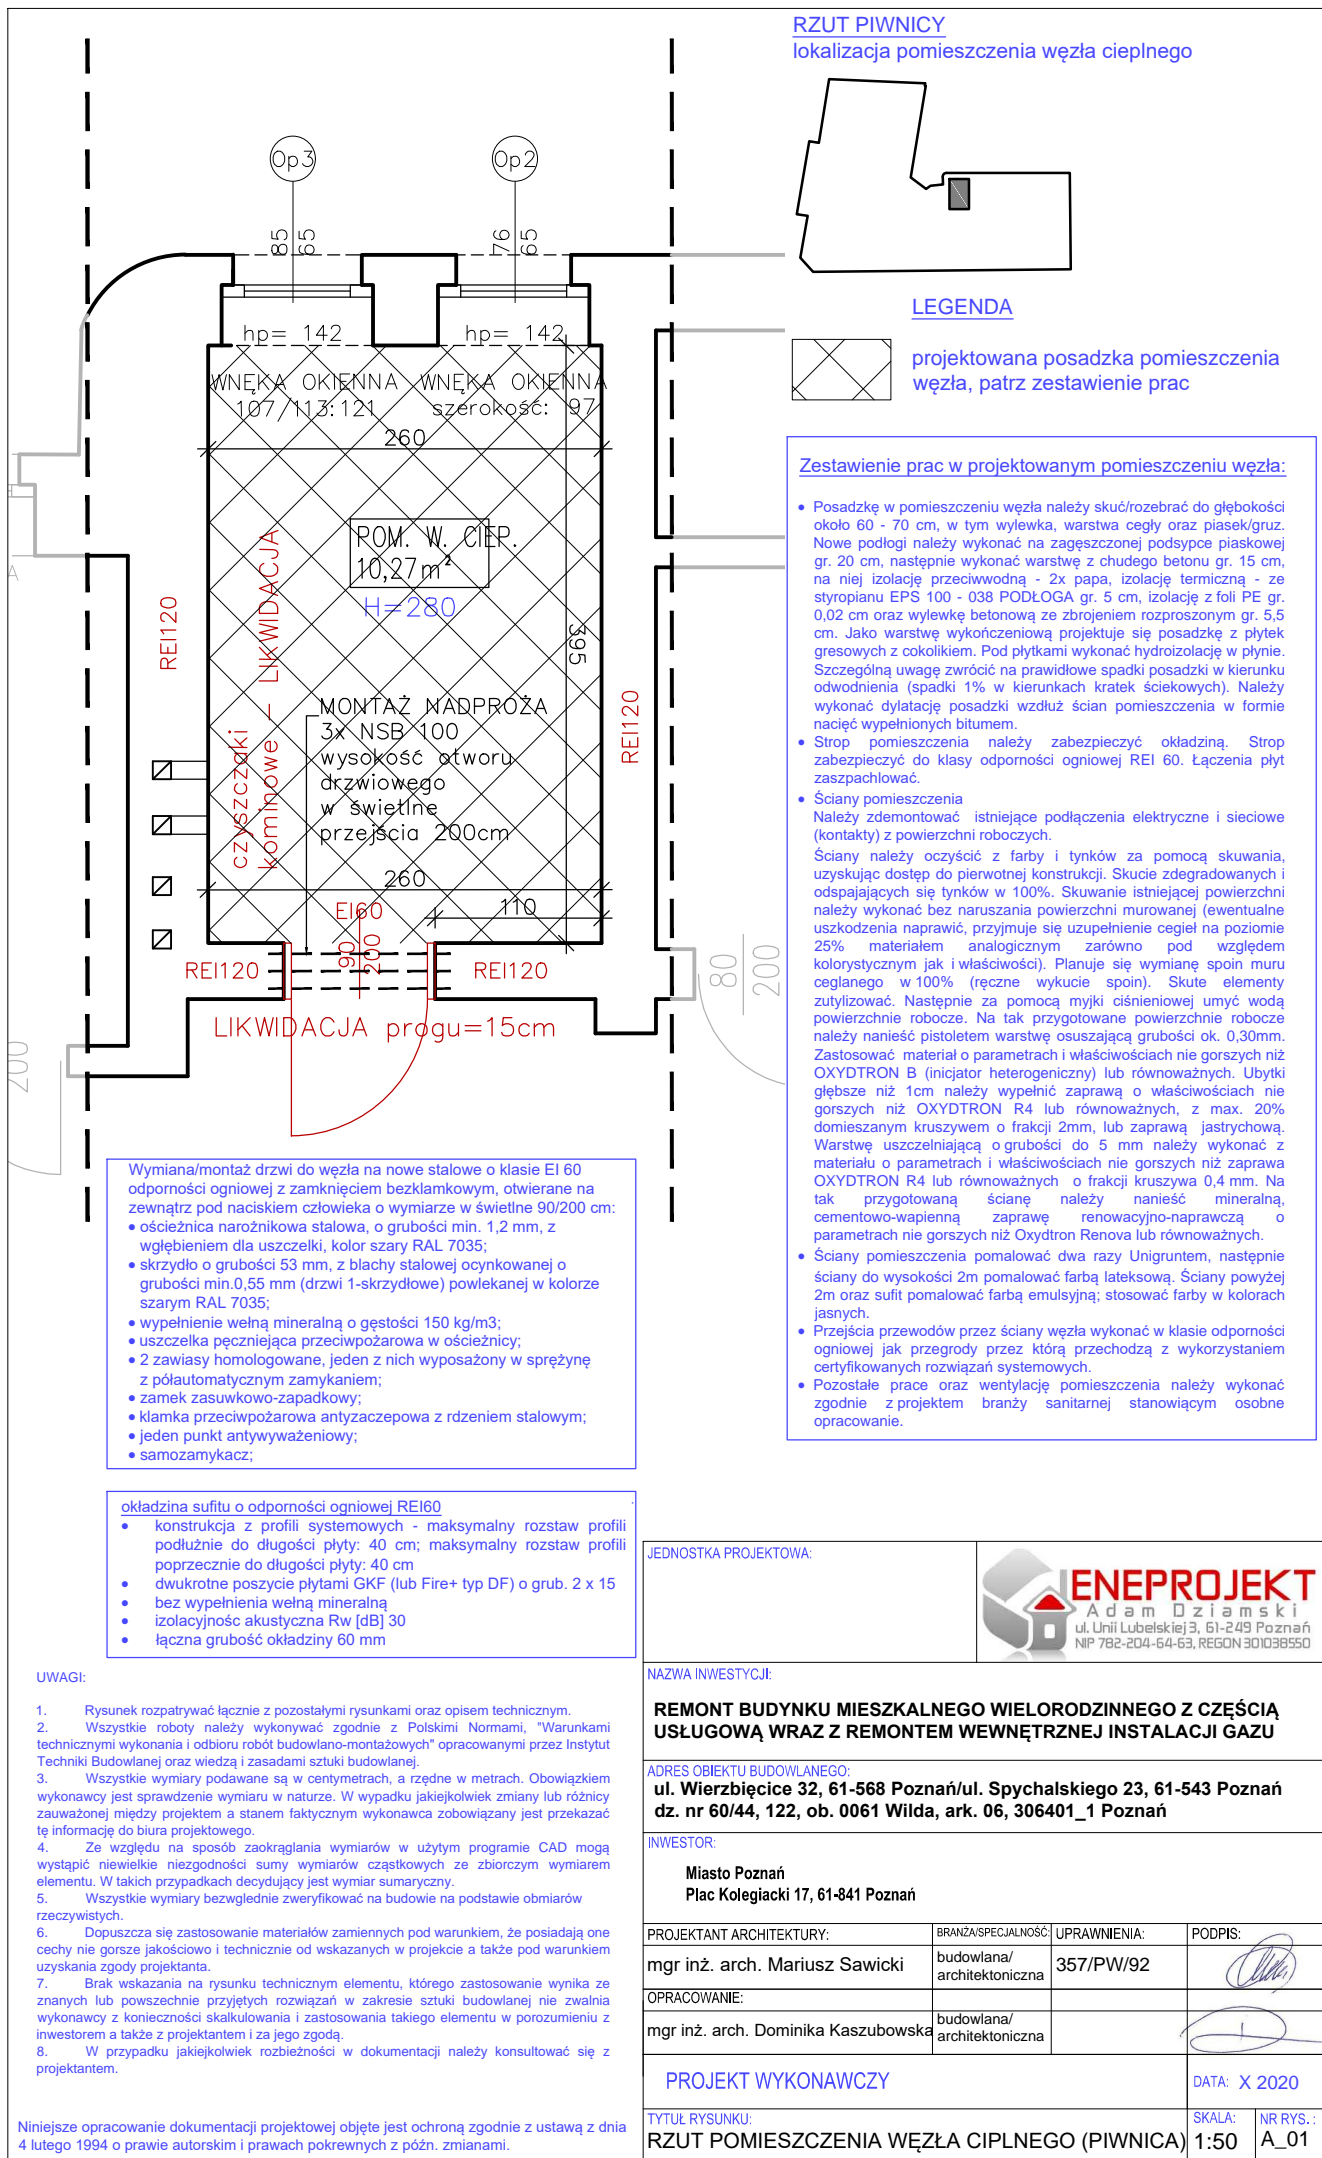 RZUT PIWNICY
lokalizacja pomieszczenia węzła cieplnego
Op3
Op2
85
65
76
65
hp= 142
hp= 142
WNĘKA OKIENNA
107/113:121
WNĘKA OKIENNA
szerokość: 97
260
POM. W. CIEP.
10,27m²
H=280
395
REI120
czyszczaki
kominowe – LIKWIDACJA
REI120
MONTAŻ NADPROŻA
3x NSB 100
wysokość otworu
drzwiowego
w świetlne
przejścia 200cm
260
110
EI60
90
200
REI120
REI120
LIKWIDACJA progu=15cm
80
200
200
A
LEGENDA
projektowana posadzka pomieszczenia
węzła, patrz zestawienie prac
Zestawienie prac w projektowanym pomieszczeniu węzła:
• Posadzkę w pomieszczeniu węzła należy skuć/rozebrać do głębokości
około 60 - 70 cm, w tym wylewka, warstwa cegły oraz piasek/gruz.
Nowe podłogi należy wykonać na zagęszczonej podsypce piaskowej
gr. 20 cm, następnie wykonać warstwę z chudego betonu gr. 15 cm,
na niej izolację przeciwwodną - 2x papa, izolację termiczną - ze
styropianu EPS 100 - 038 PODŁOGA gr. 5 cm, izolację z foli PE gr.
0,02 cm oraz wylewkę betonową ze zbrojeniem rozproszonym gr. 5,5
cm. Jako warstwę wykończeniową projektuje się posadzkę z płytek
gresowych z cokolikiem. Pod płytkami wykonać hydroizolację w płynie.
Szczególną uwagę zwrócić na prawidłowe spadki posadzki w kierunku
odwodnienia (spadki 1% w kierunkach kratek ściekowych). Należy
wykonać dylatację posadzki wzdłuż ścian pomieszczenia w formie
nacięć wypełnionych bitumem.
• Strop pomieszczenia należy zabezpieczyć okładziną. Strop
zabezpieczyć do klasy odporności ogniowej REI 60. Łączenia płyt
zaszpachlować.
• Ściany pomieszczenia
Należy zdemontować istniejące podłączenia elektryczne i sieciowe
(kontakty) z powierzchni roboczych.
Ściany należy oczyścić z farby i tynków za pomocą skuwania,
uzyskując dostęp do pierwotnej konstrukcji. Skucie zdegradowanych i
odspajających się tynków w 100%. Skuwanie istniejącej powierzchni
należy wykonać bez naruszania powierzchni murowanej (ewentualne
uszkodzenia naprawić, przyjmuje się uzupełnienie cegieł na poziomie
25% materiałem analogicznym zarówno pod względem
kolorystycznym jak i właściwości). Planuje się wymianę spoin muru
ceglanego w 100% (ręczne wykucie spoin). Skute elementy
zutylizować. Następnie za pomocą myjki ciśnieniowej umyć wodą
powierzchnie robocze. Na tak przygotowane powierzchnie robocze
należy nanieść pistoletem warstwę osuszającą grubości ok. 0,30mm.
Zastosować materiał o parametrach i właściwościach nie gorszych niż
OXYDTRON B (inicjator heterogeniczny) lub równoważnych. Ubytki
głębsze niż 1cm należy wypełnić zaprawą o właściwościach nie
gorszych niż OXYDTRON R4 lub równoważnych, z max. 20%
domieszanym kruszywem o frakcji 2mm, lub zaprawą jastrychową.
Warstwę uszczelniającą o grubości do 5 mm należy wykonać z
materiału o parametrach i właściwościach nie gorszych niż zaprawa
OXYDTRON R4 lub równoważnych o frakcji kruszywa 0,4 mm. Na
tak przygotowaną ścianę należy nanieść mineralną,
cementowo-wapienną zaprawę renowacyjno-naprawczą o
parametrach nie gorszych niż Oxydtron Renova lub równoważnych.
• Ściany pomieszczenia pomalować dwa razy Unigruntem, następnie
ściany do wysokości 2m pomalować farbą lateksową. Ściany powyżej
2m oraz sufit pomalować farbą emulsyjną; stosować farby w kolorach
jasnych.
• Przejścia przewodów przez ściany węzła wykonać w klasie odporności
ogniowej jak przegrody przez którą przechodzą z wykorzystaniem
certyfikowanych rozwiązań systemowych.
• Pozostałe prace oraz wentylację pomieszczenia należy wykonać
zgodnie z projektem branży sanitarnej stanowiącym osobne
opracowanie.
Wymiana/montaż drzwi do węzła na nowe stalowe o klasie EI 60
odporności ogniowej z zamknięciem bezklamkowym, otwierane na
zewnątrz pod naciskiem człowieka o wymiarze w świetlne 90/200 cm:
• ościeżnica narożnikowa stalowa, o grubości min. 1,2 mm, z
wgłębieniem dla uszczelki, kolor szary RAL 7035;
• skrzydło o grubości 53 mm, z blachy stalowej ocynkowanej o
grubości min.0,55 mm (drzwi 1-skrzydłowe) powlekanej w kolorze
szarym RAL 7035;
• wypełnienie wełną mineralną o gęstości 150 kg/m3;
• uszczelka pęczniejąca przeciwpożarowa w ościeżnicy;
• 2 zawiasy homologowane, jeden z nich wyposażony w sprężynę
z półautomatycznym zamykaniem;
• zamek zasuwkowo-zapadkowy;
• klamka przeciwpożarowa antyzaczepowa z rdzeniem stalowym;
• jeden punkt antywyważeniowy;
• samozamykacz;
okładzina sufitu o odporności ogniowej REI60
• konstrukcja z profili systemowych - maksymalny rozstaw profili
podłużnie do długości płyty: 40 cm; maksymalny rozstaw profili
poprzecznie do długości płyty: 40 cm
• dwukrotne poszycie płytami GKF (lub Fire+ typ DF) o grub. 2 x 15
• bez wypełnienia wełną mineralną
• izolacyjnośc akustyczna Rw [dB] 30
• łączna grubość okładziny 60 mm
UWAGI:
1. Rysunek rozpatrywać łącznie z pozostałymi rysunkami oraz opisem technicznym.
2. Wszystkie roboty należy wykonywać zgodnie z Polskimi Normami, "Warunkami
technicznymi wykonania i odbioru robót budowlano-montażowych" opracowanymi przez Instytut
Techniki Budowlanej oraz wiedzą i zasadami sztuki budowlanej.
3. Wszystkie wymiary podawane są w centymetrach, a rzędne w metrach. Obowiązkiem
wykonawcy jest sprawdzenie wymiaru w naturze. W wypadku jakiejkolwiek zmiany lub różnicy
zauważonej między projektem a stanem faktycznym wykonawca zobowiązany jest przekazać
tę informację do biura projektowego.
4. Ze względu na sposób zaokrąglania wymiarów w użytym programie CAD mogą
wystąpić niewielkie niezgodności sumy wymiarów cząstkowych ze zbiorczym wymiarem
elementu. W takich przypadkach decydujący jest wymiar sumaryczny.
5. Wszystkie wymiary bezwglednie zweryfikować na budowie na podstawie obmiarów
rzeczywistych.
6. Dopuszcza się zastosowanie materiałów zamiennych pod warunkiem, że posiadają one
cechy nie gorsze jakościowo i technicznie od wskazanych w projekcie a także pod warunkiem
uzyskania zgody projektanta.
7. Brak wskazania na rysunku technicznym elementu, którego zastosowanie wynika ze
znanych lub powszechnie przyjętych rozwiązań w zakresie sztuki budowlanej nie zwalnia
wykonawcy z konieczności skalkulowania i zastosowania takiego elementu w porozumieniu z
inwestorem a także z projektantem i za jego zgodą.
8. W przypadku jakiejkolwiek rozbieżności w dokumentacji należy konsultować się z
projektantem.
Niniejsze opracowanie dokumentacji projektowej objęte jest ochroną zgodnie z ustawą z dnia
4 lutego 1994 o prawie autorskim i prawach pokrewnych z późn. zmianami.
JEDNOSTKA PROJEKTOWA:
ENEPROJEKT
Adam Dziamski
ul. Unii Lubelskiej 3, 61-249 Poznań
NIP 782-204-64-63, REGON 301038550
NAZWA INWESTYCJI:
REMONT BUDYNKU MIESZKALNEGO WIELORODZINNEGO Z CZĘŚCIĄ
USŁUGOWĄ WRAZ Z REMONTEM WEWNĘTRZNEJ INSTALACJI GAZU
ADRES OBIEKTU BUDOWLANEGO:
ul. Wierzbięcice 32, 61-568 Poznań/ul. Spychalskiego 23, 61-543 Poznań
dz. nr 60/44, 122, ob. 0061 Wilda, ark. 06, 306401_1 Poznań
INWESTOR:
Miasto Poznań
Plac Kolegiacki 17, 61-841 Poznań
PROJEKTANT ARCHITEKTURY:
BRANŻA/SPECJALNOŚĆ:
UPRAWNIENIA:
PODPIS:
mgr inż. arch. Mariusz Sawicki
budowlana/
architektoniczna
357/PW/92
OPRACOWANIE:
mgr inż. arch. Dominika Kaszubowska
budowlana/
architektoniczna
PROJEKT WYKONAWCZY
DATA: X 2020
TYTUŁ RYSUNKU:
RZUT POMIESZCZENIA WĘZŁA CIPLNEGO (PIWNICA)
SKALA:
1:50
NR RYS.:
A_01